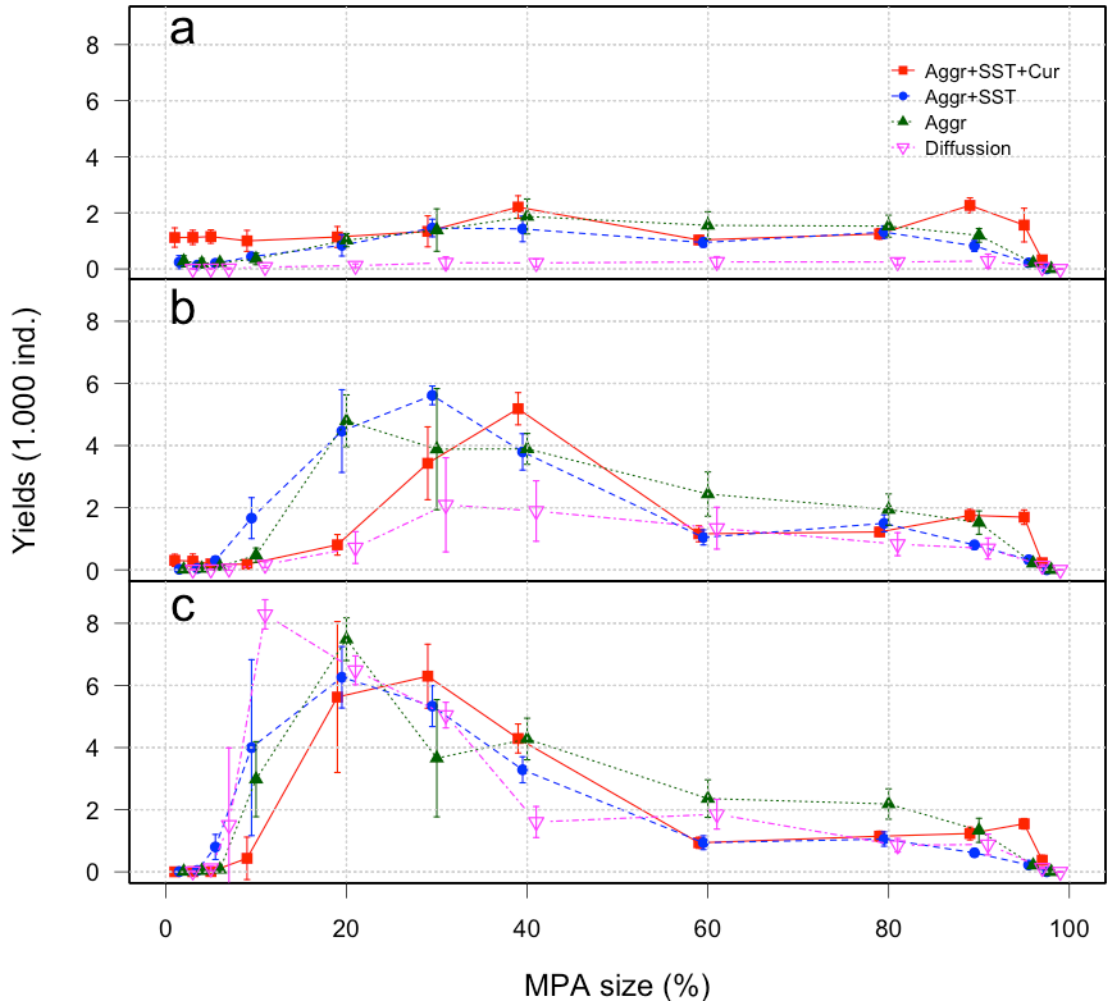 a
8
6
4
2
0
Aggr+SST+Cur
Aggr+SST
Aggr
Diffussion
b
8
6
4
2
0
c
8
6
4
2
0
Yields (1.000 ind.)
0 20 40 60 80 100
MPA size (%)